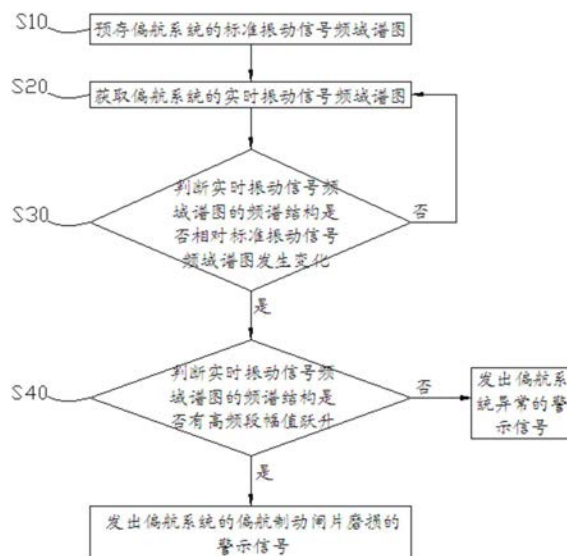 S10
预存偏航系统的标准振动信号频域谱图
S20
获取偏航系统的实时振动信号频域谱图
S30
判断实时振动信号频
域谱图的频谱结构是
否相对标准振动信号
频域谱图发生变化
否
是
S40
判断实时振动信号频
域谱图的频谱结构是
否有高频段幅值跃升
否
发出偏航系
统异常的警
示信号
是
发出偏航系统的偏航制动闸片磨损的
警示信号